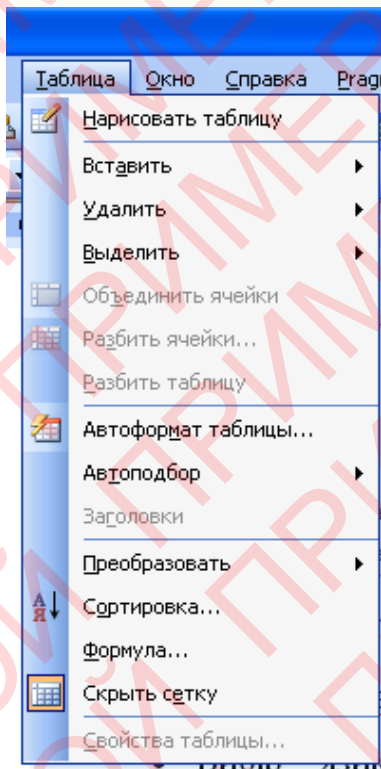 Таблица Окно Справка Prag
Нарисовать таблицу
Вставить
Удалить
Выделить
Объединить ячейки
Разбить ячейки...
Разбить таблицу
Автоформат таблицы...
Автоподбор
Заголовки
Преобразовать
Сортировка...
Формула...
Скрыть сетку
Свойства таблицы...